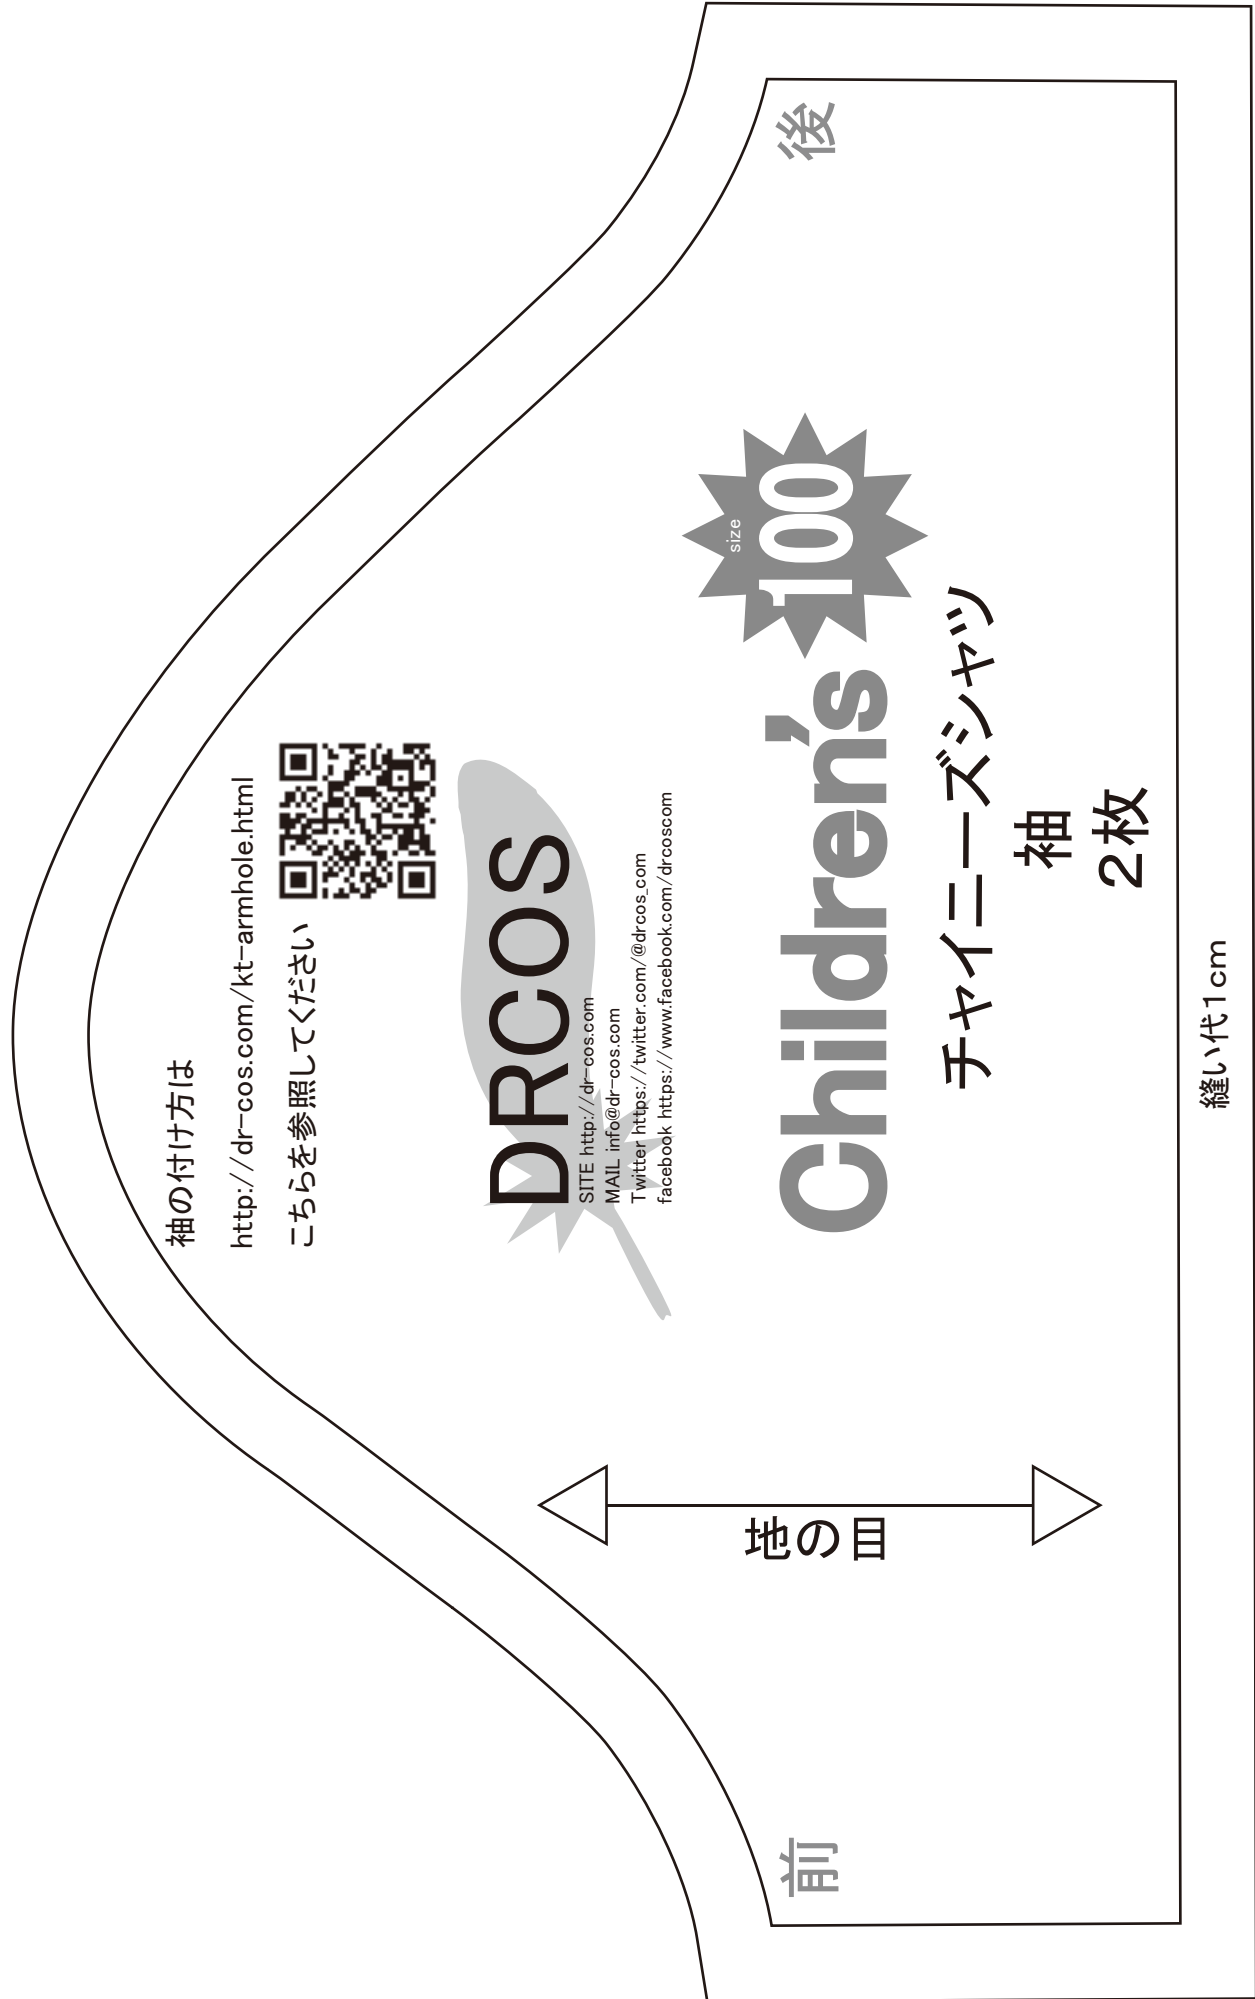 袖の付け方は
http://dr-cos.com/kt-armhole.html
こちらを参照してください
DRCOS
SITE http://dr-cos.com
MAIL info@dr-cos.com
Twitter https://twitter.com/@drcos_com
facebook https://www.facebook.com/drcoscom
size
Children's 100
チャイニーズシャツ
袖
2枚
縫い代1cm
前
後
地の目